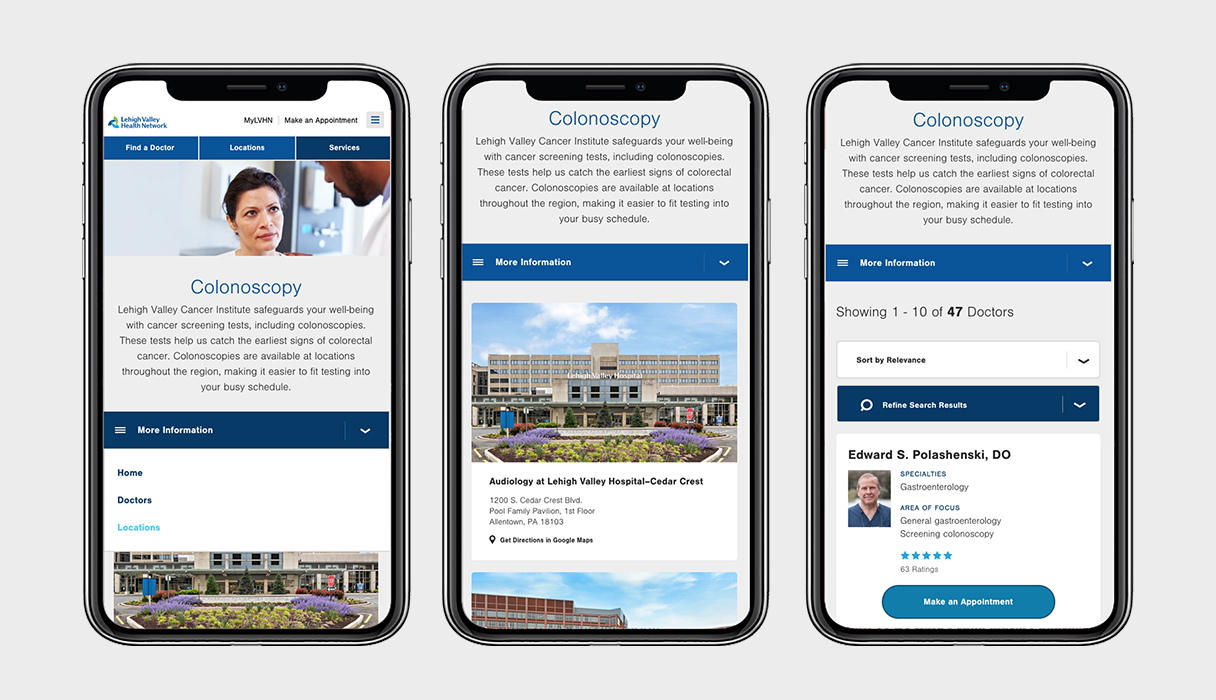 Lehigh Valley
Health Network
MyLVHN
Make an Appointment
Find a Doctor
Locations
Services
Colonoscopy
Lehigh Valley Cancer Institute safeguards your well-being
with cancer screening tests, including colonoscopies.
These tests help us catch the earliest signs of colorectal
cancer. Colonoscopies are available at locations
throughout the region, making it easier to fit testing into
your busy schedule.
More Information
Home
Doctors
Locations
Colonoscopy
Lehigh Valley Cancer Institute safeguards your well-being
with cancer screening tests, including colonoscopies.
These tests help us catch the earliest signs of colorectal
cancer. Colonoscopies are available at locations
throughout the region, making it easier to fit testing into
your busy schedule.
More Information
Lehigh Valley Hospital
Audiology at Lehigh Valley Hospital–Cedar Crest
1200 S. Cedar Crest Blvd.
Pool Family Pavilion, 1st Floor
Allentown, PA 18103
Get Directions in Google Maps
Colonoscopy
Lehigh Valley Cancer Institute safeguards your well-being
with cancer screening tests, including colonoscopies.
These tests help us catch the earliest signs of colorectal
cancer. Colonoscopies are available at locations
throughout the region, making it easier to fit testing into
your busy schedule.
More Information
Showing 1 - 10 of 47 Doctors
Sort by Relevance
Refine Search Results
Edward S. Polashenski, DO
SPECIALTIES
Gastroenterology
AREA OF FOCUS
General gastroenterology
Screening colonoscopy
63 Ratings
Make an Appointment